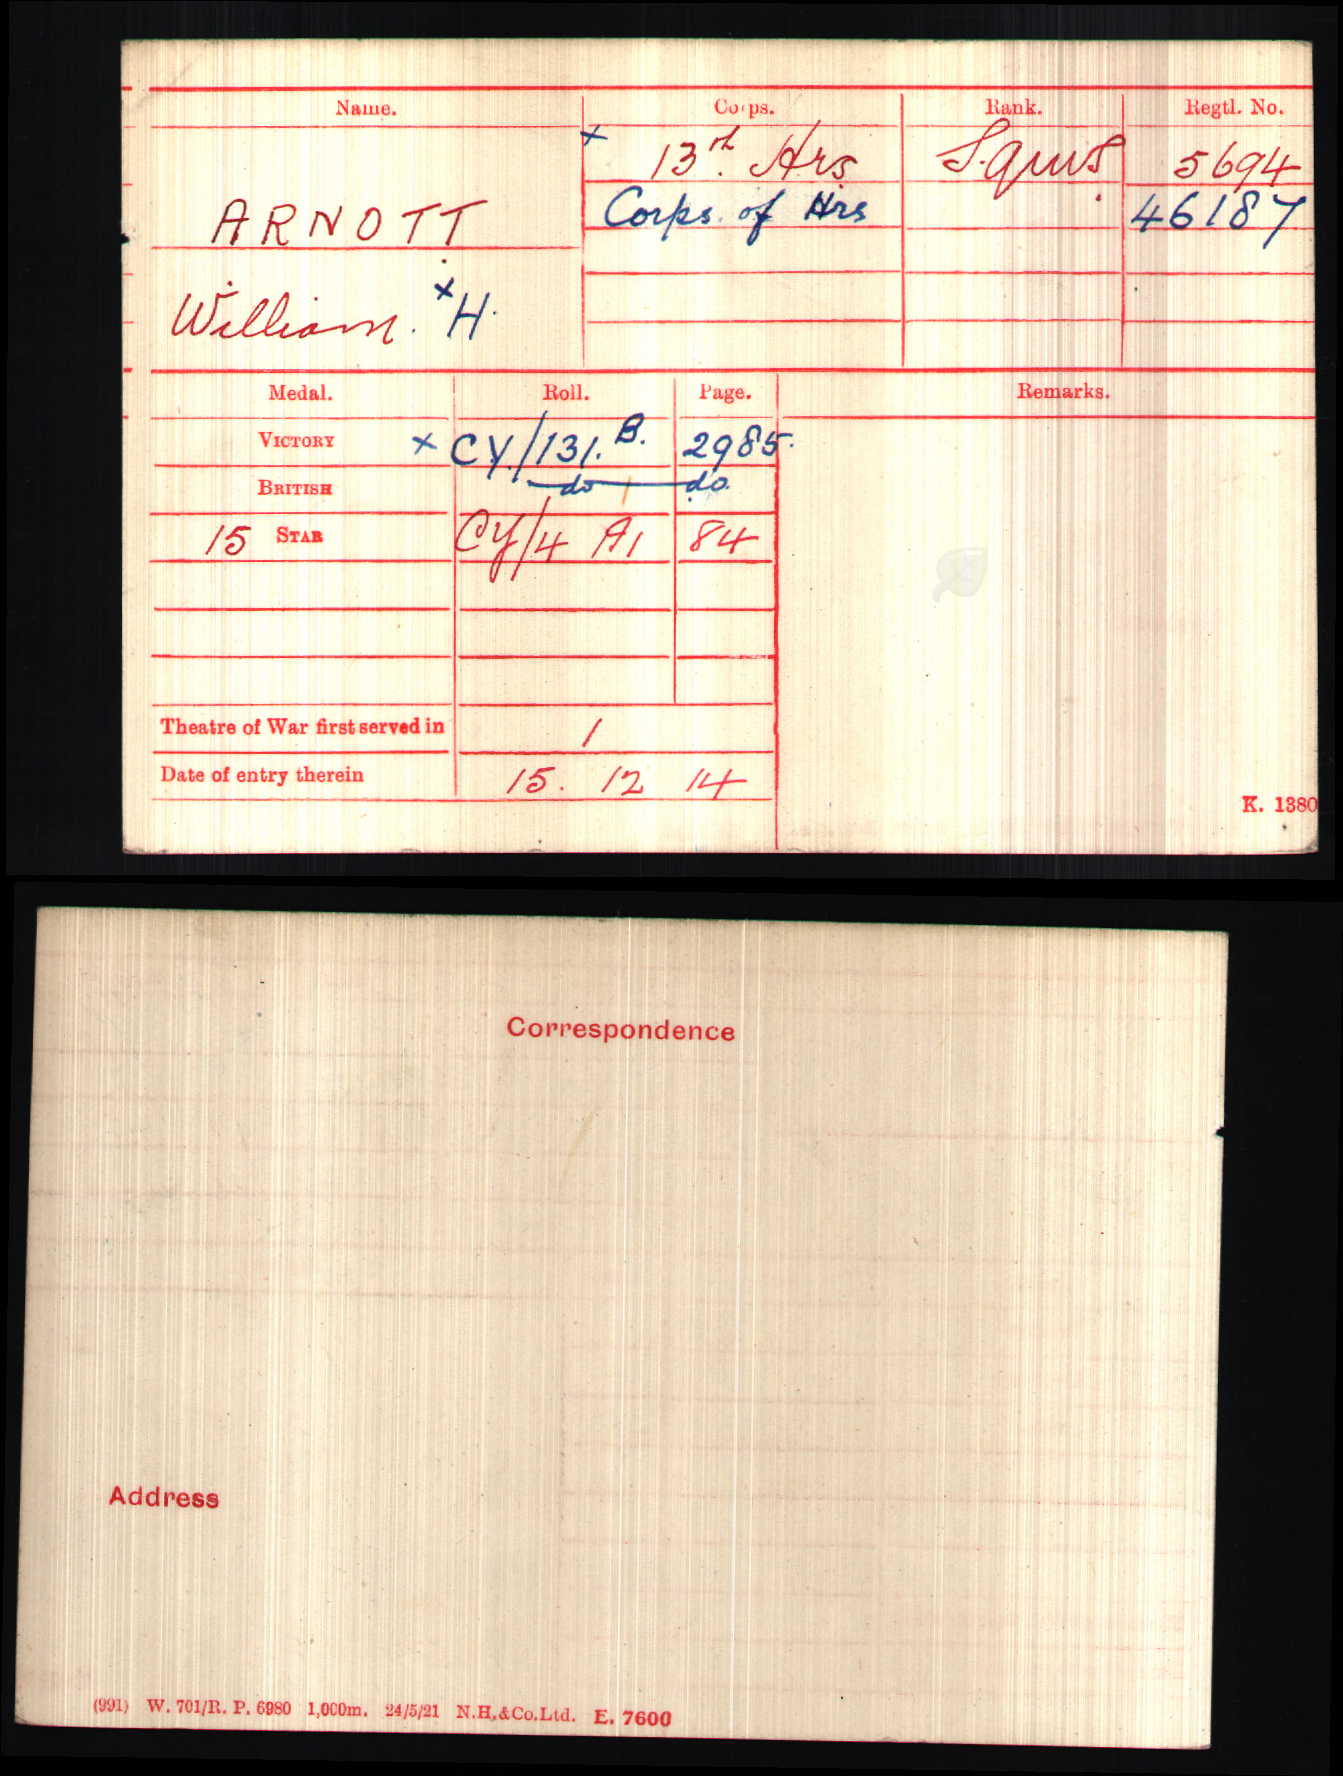 Name. Corps. Rank. Regtl. No.
x 13th. Hrs S.QMS 5694
ARNOTT Corps. of Hrs 46187
William. x H.
Medal. Roll. Page. Remarks.
VICTORY x CY/131. B. 2985.
BRITISH do do.
15 STAR CY/4 A1 84
Theatre of War first served in 1
Date of entry therein 15. 12 14
K. 1380
Correspondence
Address
(991) W. 701/R. P. 6980 1,000m. 24/5/21 N.H,&Co.Ltd. E. 7600